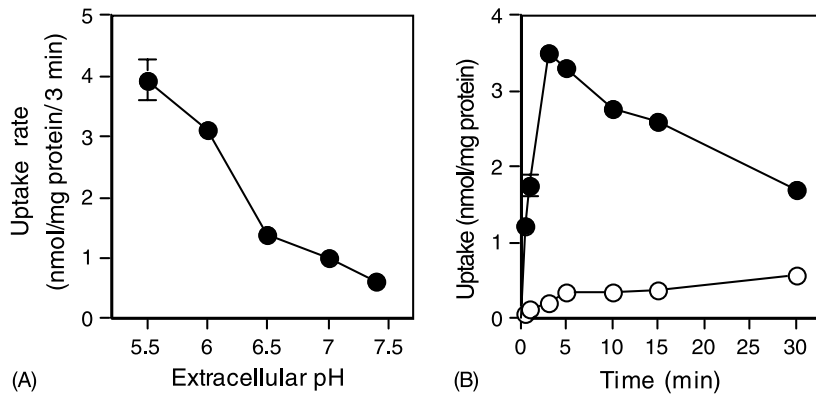 5
4
3
2
1
0
Uptake rate
(nmol/mg protein/3 min)
5.5 6 6.5 7 7.5
(A) Extracellular pH
4
3
2
1
0
Uptake (nmol/mg protein)
0 5 10 15 20 25 30
(B) Time (min)